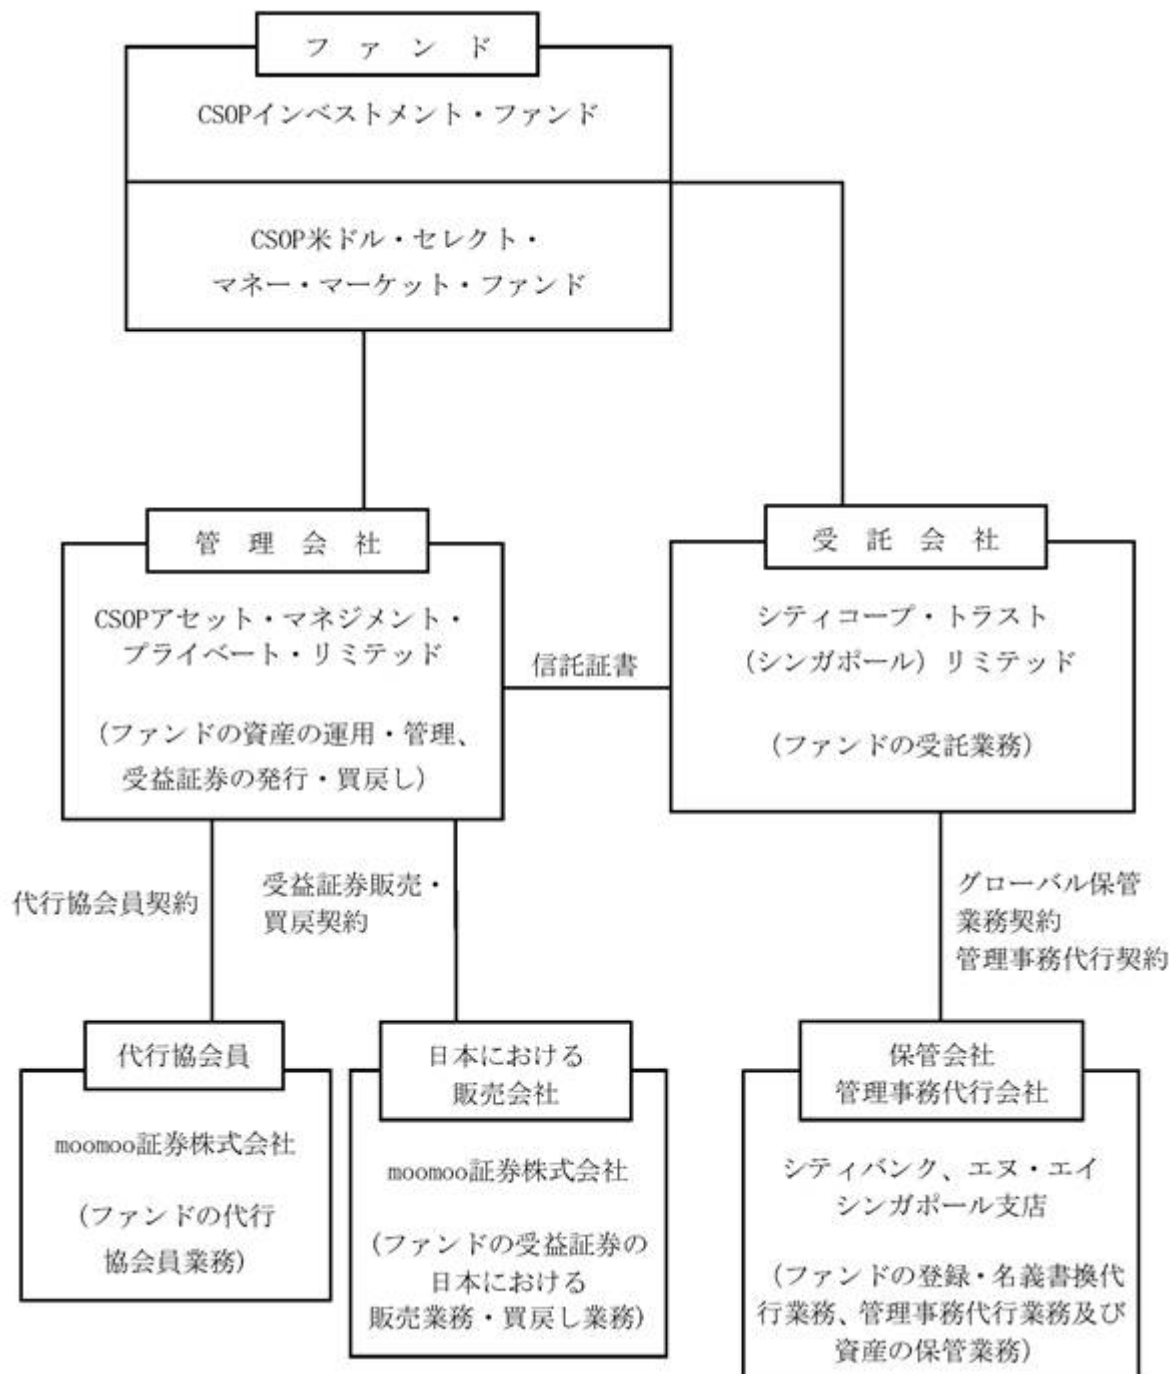 ファンド
CSOPインベストメント・ファンド
CSOP米ドル・セレクト・
マネー・マーケット・ファンド
管理会社
CSOPアセット・マネジメント・
プライベート・リミテッド
(ファンドの資産の運用・管理、
受益証券の発行・買戻し)
信託証書
受託会社
シティコープ・トラスト
(シンガポール)リミテッド
(ファンドの受託業務)
代行協会員契約
受益証券販売・
買戻契約
グローバル保管
業務契約
管理事務代行契約
代行協会員
moomoo証券株式会社
(ファンドの代行
協会員業務)
日本における
販売会社
moomoo証券株式会社
(ファンドの受益証券の
日本における
販売業務・買戻し業務)
保管会社
管理事務代行会社
シティバンク、エヌ・エイ
シンガポール支店
(ファンドの登録・名義書換代
行業務、管理事務代行業務及び
資産の保管業務)